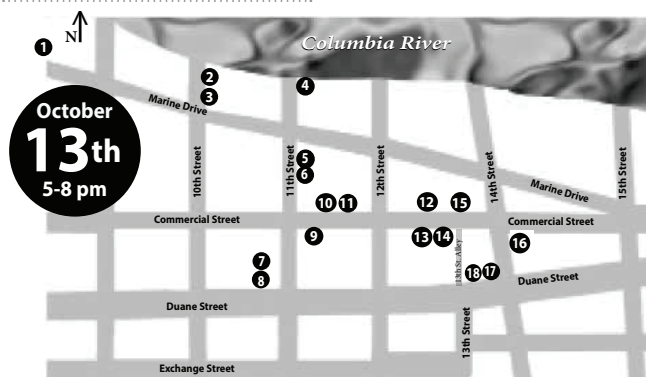 N
Columbia River
1
2
3
4
Marine Drive
October
13th
5-8 pm
10th Street
11th Street
12th Street
14th Street
15th Street
5
6
Marine Drive
10
11
12
15
Commercial Street
Commercial Street
9
13
14
16
13th St. Alley
7
8
18
17
Duane Street
Duane Street
13th Street
Exchange Street